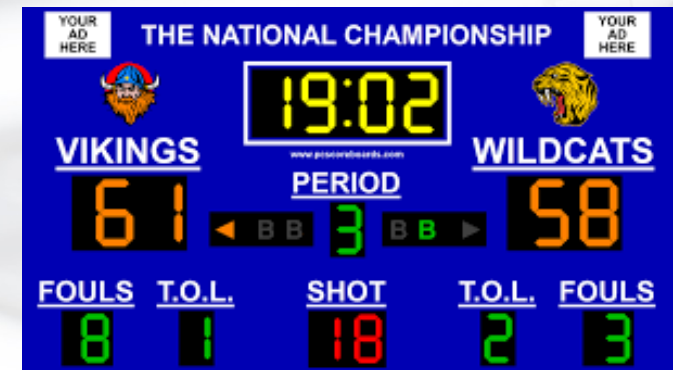 YOUR AD HERE
THE NATIONAL CHAMPIONSHIP
YOUR AD HERE
19:02
VIKINGS
www.pcscoreboards.com
WILDCATS
PERIOD
61
B B
3
B B
58
FOULS
T.O.L.
SHOT
T.O.L.
FOULS
8
1
18
2
3